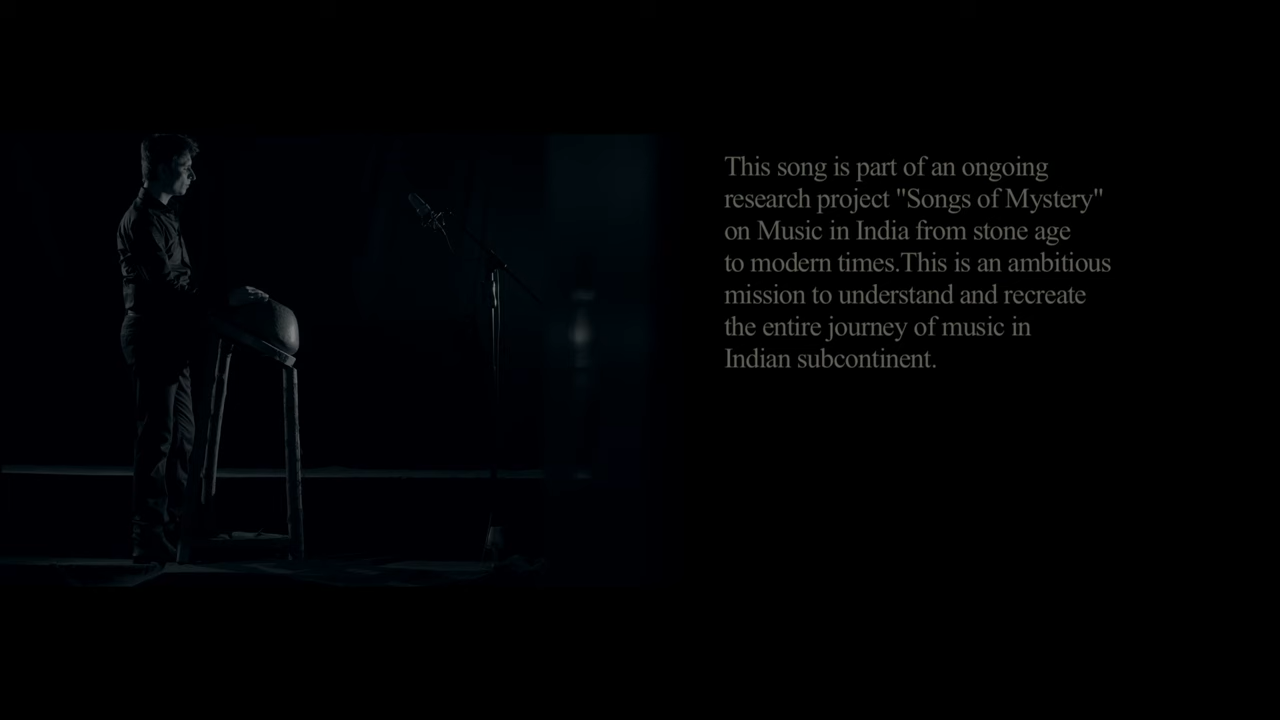 This song is part of an ongoing
research project "Songs of Mystery"
on Music in India from stone age
to modern times.This is an ambitious
mission to understand and recreate
the entire journey of music in
Indian subcontinent.